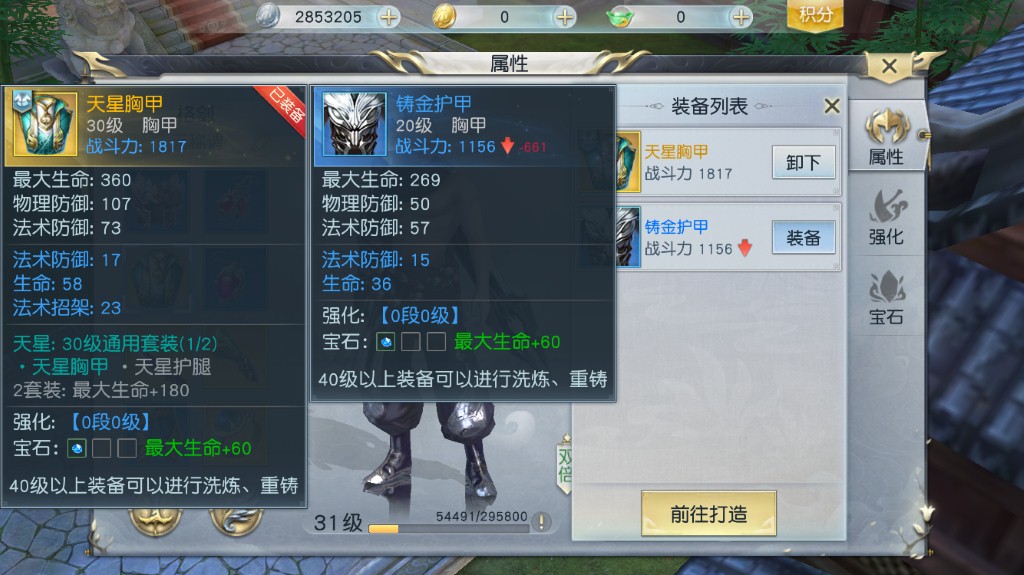 2853205
0
0
积分
属性
天星胸甲
30级 胸甲
战斗力: 1817
已装备
最大生命: 360
物理防御: 107
法术防御: 73
法术防御: 17
生命: 58
法术招架: 23
天星: 30级通用套装(1/2)
·天星胸甲 ·天星护腿
2套装: 最大生命+180
强化: 【0段0级】
宝石: 最大生命+60
40级以上装备可以进行洗炼、重铸
铸金护甲
20级 胸甲
战斗力: 1156 -661
最大生命: 269
物理防御: 50
法术防御: 57
法术防御: 15
生命: 36
强化: 【0段0级】
宝石: 最大生命+60
40级以上装备可以进行洗炼、重铸
装备列表
天星胸甲
战斗力 1817
卸下
铸金护甲
战斗力 1156
装备
前往打造
属性
强化
宝石
双倍
31级
54491/295800